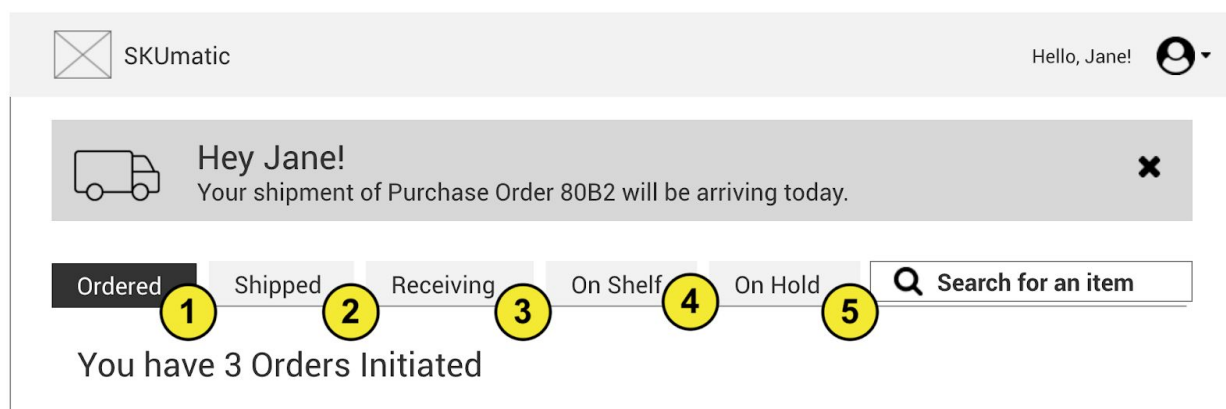 SKUmatic
Hello, Jane!
Hey Jane!
Your shipment of Purchase Order 80B2 will be arriving today.
Ordered Shipped Receiving On Shelf On Hold Search for an item
1 2 3 4 5
You have 3 Orders Initiated